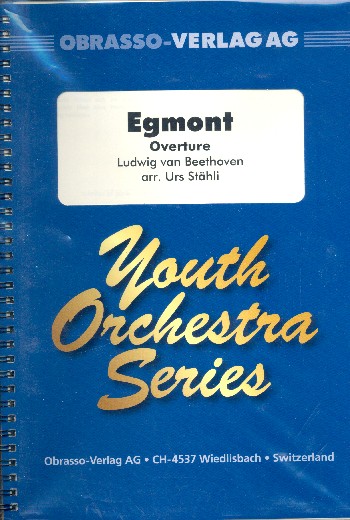 OBRASSO-VERLAG AG
Egmont
Overture
Ludwig van Beethoven
arr. Urs Stähli
Youth
Orchestra
Series
Obrasso-Verlag AG • CH-4537 Wiedlisbach • Switzerland